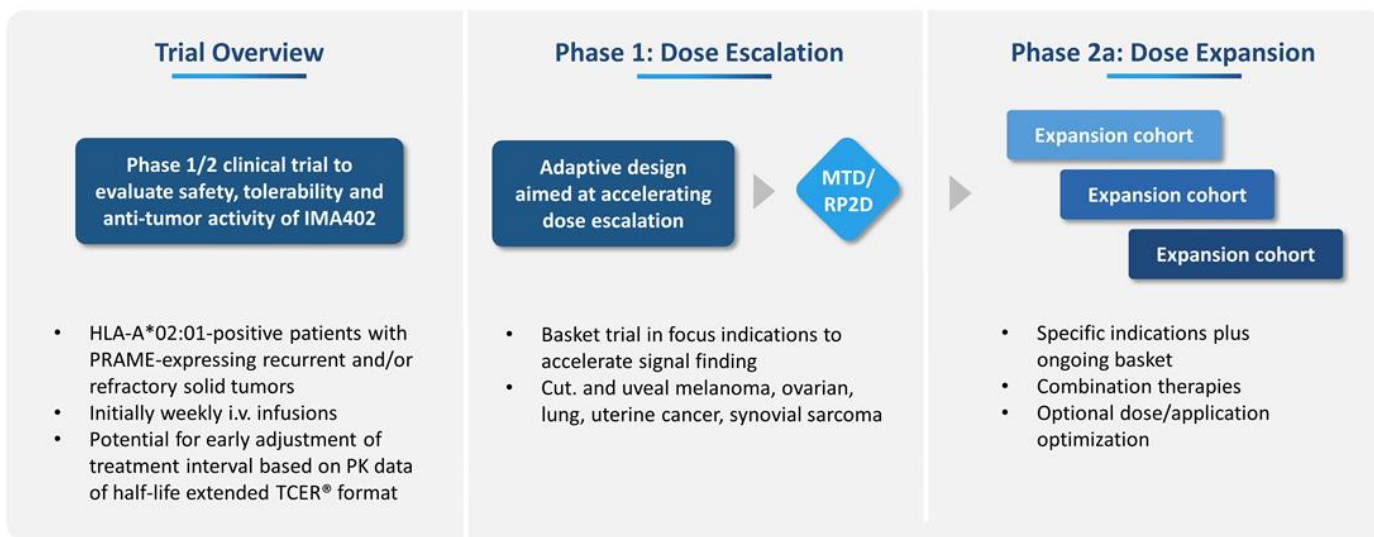 Trial Overview
Phase 1/2 clinical trial to
evaluate safety, tolerability and
anti-tumor activity of IMA402
• HLA-A*02:01-positive patients with
PRAME-expressing recurrent and/or
refractory solid tumors
• Initially weekly i.v. infusions
• Potential for early adjustment of
treatment interval based on PK data
of half-life extended TCER® format
Phase 1: Dose Escalation
Adaptive design
aimed at accelerating
dose escalation
MTD/
RP2D
• Basket trial in focus indications to
accelerate signal finding
• Cut. and uveal melanoma, ovarian,
lung, uterine cancer, synovial sarcoma
Phase 2a: Dose Expansion
Expansion cohort
Expansion cohort
Expansion cohort
• Specific indications plus
ongoing basket
• Combination therapies
• Optional dose/application
optimization